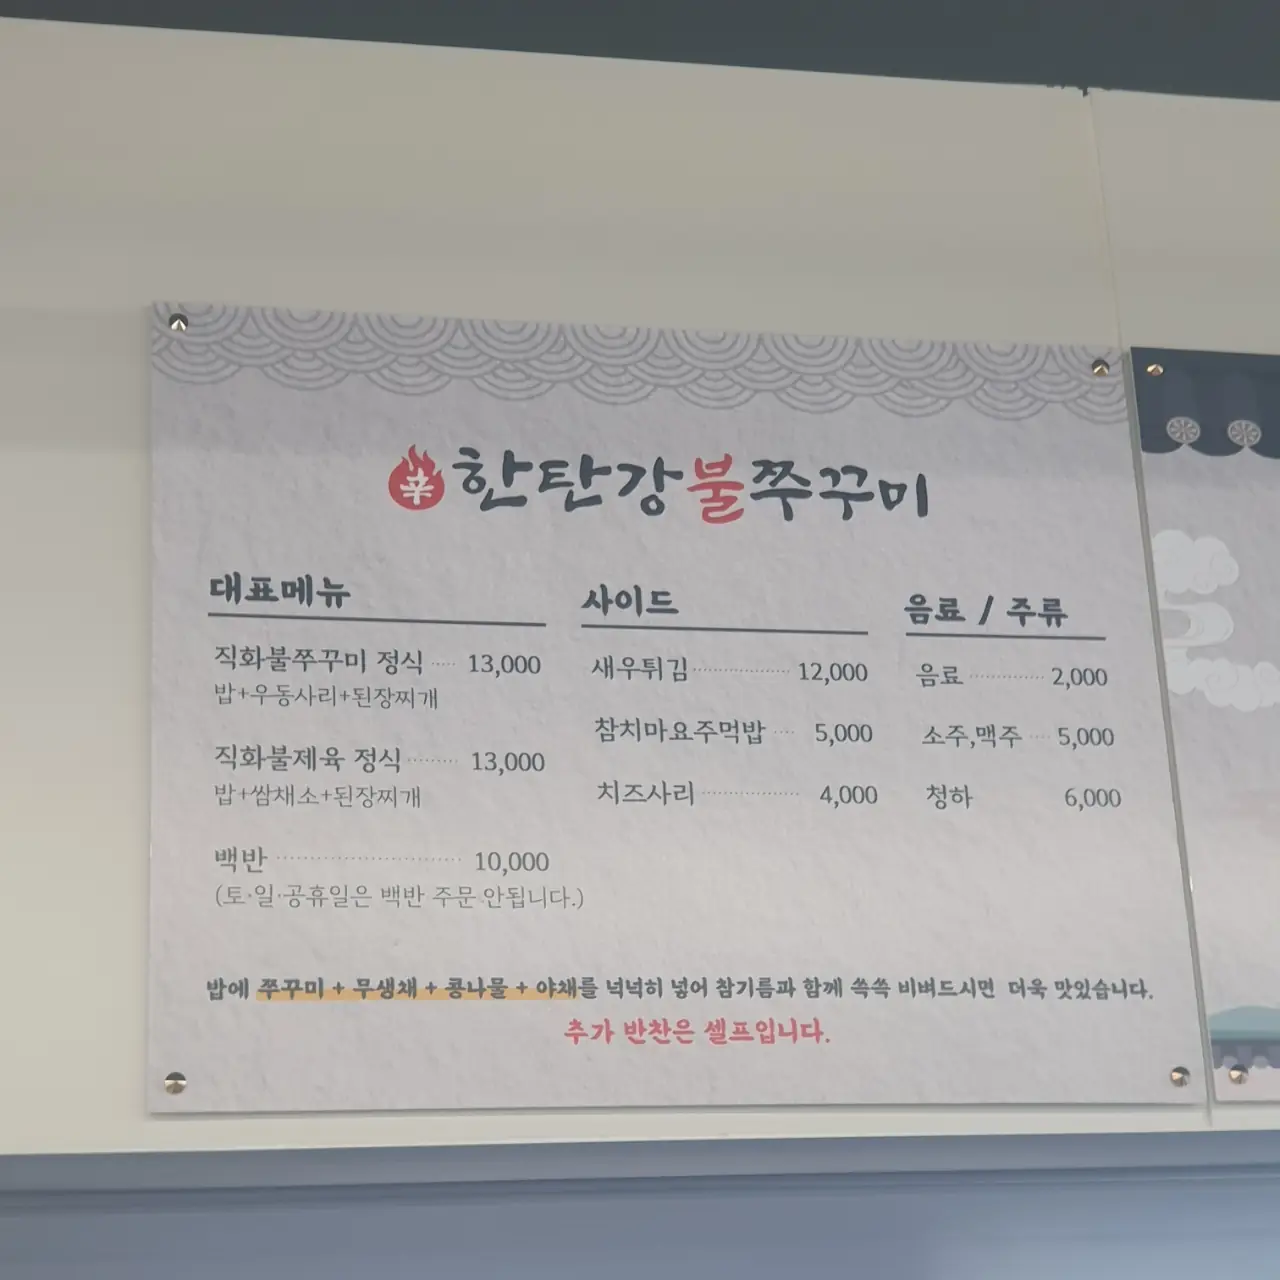 辛 한탄강불쭈꾸미
대표메뉴
직화불쭈꾸미 정식 ····· 13,000
밥+우동사리+된장찌개
직화불제육 정식 ········· 13,000
밥+쌈채소+된장찌개
백반 ···························· 10,000
(토·일·공휴일은 백반 주문 안됩니다.)
사이드
새우튀김 ·················· 12,000
참치마요주먹밥 ···· 5,000
치즈사리 ·················· 4,000
음료 / 주류
음료 ·············· 2,000
소주,맥주 ···· 5,000
청하 6,000
밥에 쭈꾸미 + 무생채 + 콩나물 + 야채를 넉넉히 넣어 참기름과 함께 쓱쓱 비벼드시면 더욱 맛있습니다.
추가 반찬은 셀프입니다.